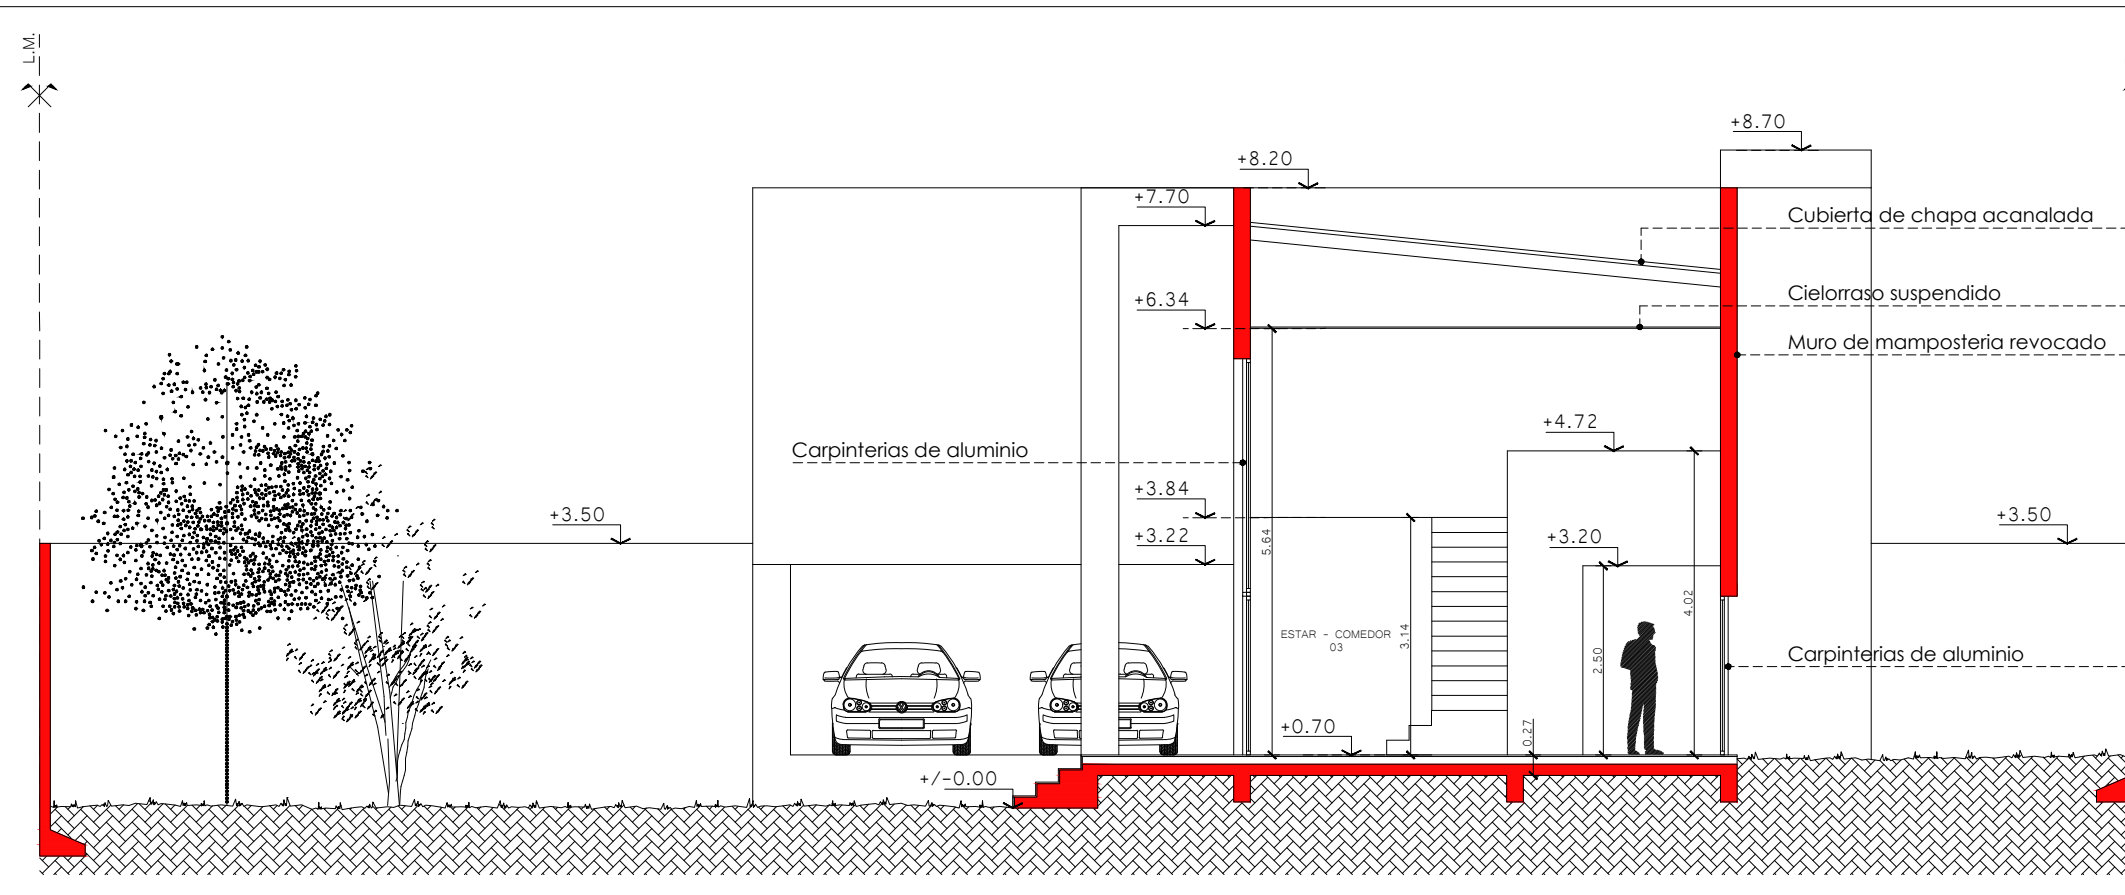 L.M.
+8.70
+8.20
+7.70
Cubierta de chapa acanalada
+6.34
Cielorraso suspendido
Muro de mamposteria revocado
+4.72
Carpinterias de aluminio
+3.84
+3.50
+3.50
+3.22
+3.20
5.64
4.02
3.14
2.50
ESTAR - COMEDOR
03
Carpinterias de aluminio
+0.70
0.27
+/-0.00